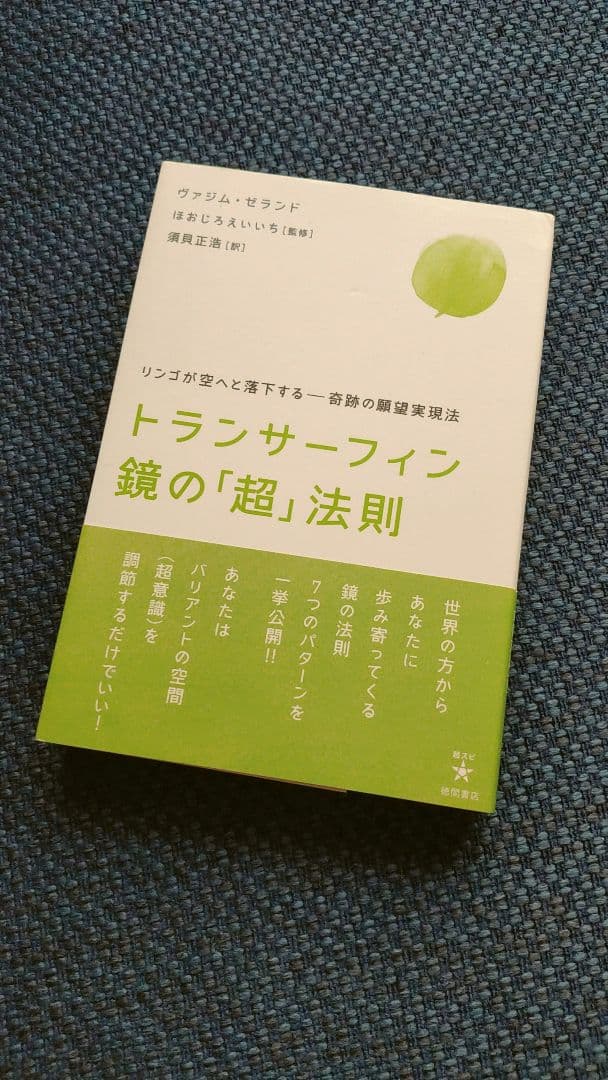 ヴァジム・ゼランド
ほおじろえいいち[監修]
須貝正浩[訳]
リンゴが空へと落下する―奇跡の願望実現法
トランサーフィン
鏡の「超」法則
世界の方から
あなたに
歩み寄ってくる
鏡の法則
7つのパターンを
一挙公開!!
あなたは
バリアントの空間
(超意識)を
調節するだけでいい!
超スピ
徳間書店